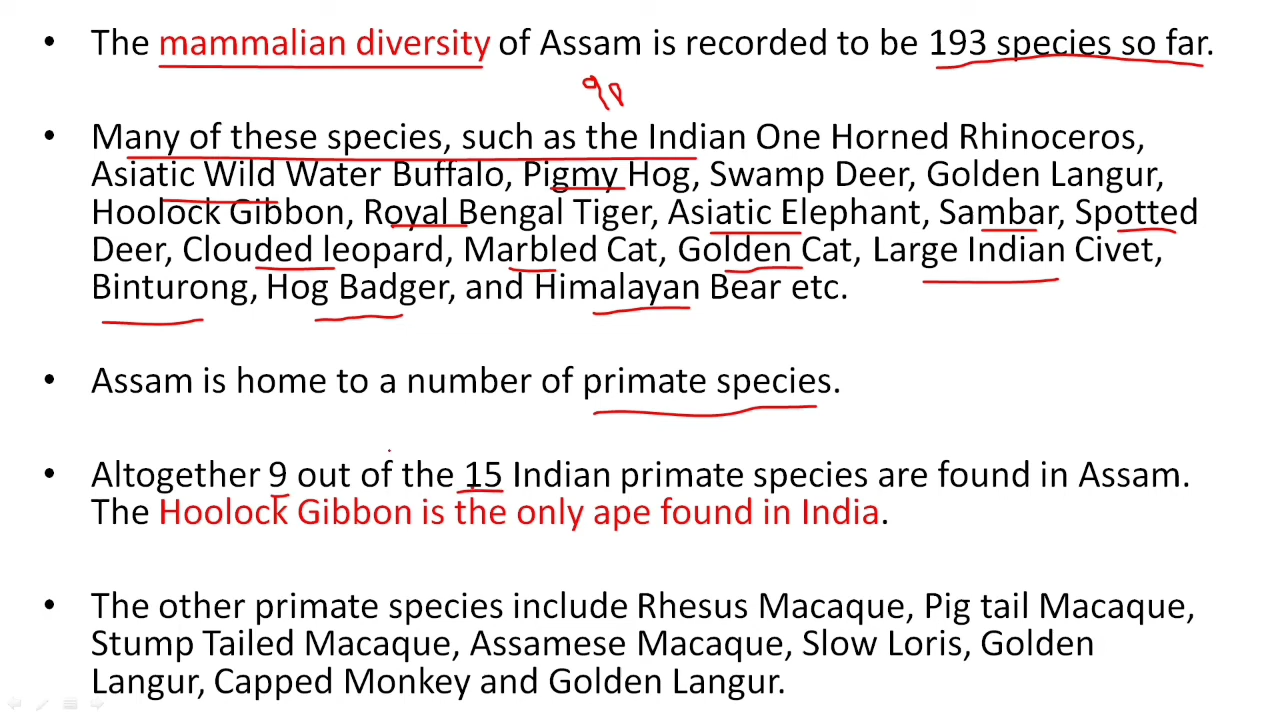 • The mammalian diversity of Assam is recorded to be 193 species so far.
• Many of these species, such as the Indian One Horned Rhinoceros,
Asiatic Wild Water Buffalo, Pigmy Hog, Swamp Deer, Golden Langur,
Hoolock Gibbon, Royal Bengal Tiger, Asiatic Elephant, Sambar, Spotted
Deer, Clouded leopard, Marbled Cat, Golden Cat, Large Indian Civet,
Binturong, Hog Badger, and Himalayan Bear etc.
• Assam is home to a number of primate species.
• Altogether 9 out of the 15 Indian primate species are found in Assam.
The Hoolock Gibbon is the only ape found in India.
• The other primate species include Rhesus Macaque, Pig tail Macaque,
Stump Tailed Macaque, Assamese Macaque, Slow Loris, Golden
Langur, Capped Monkey and Golden Langur.